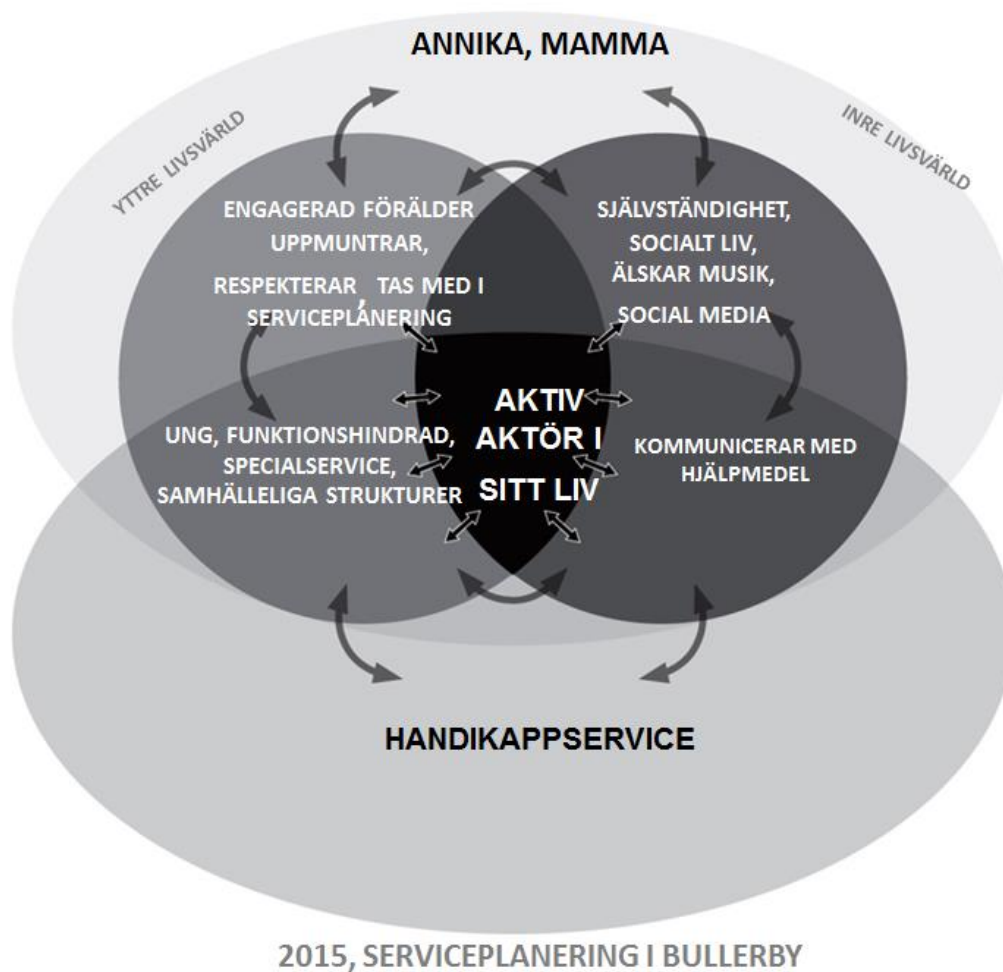 ANNIKA, MAMMA
YTTRE LIVSVÄRLD
INRE LIVSVÄRLD
ENGAGERAD FÖRÄLDER
UPPMUNTRAR,
RESPEKTERAR, TAS MED I
SERVICEPLANERING
SJÄLVSTÄNDIGHET,
SOCIALT LIV,
ÄLSKAR MUSIK,
SOCIAL MEDIA
AKTIV
AKTÖR I
SITT LIV
UNG, FUNKTIONSHINDRAD,
SPECIALSERVICE,
SAMHÄLLELIGA STRUKTURER
KOMMUNICERAR MED
HJÄLPMEDEL
HANDIKAPPSERVICE
2015, SERVICEPLANERING I BULLERBY